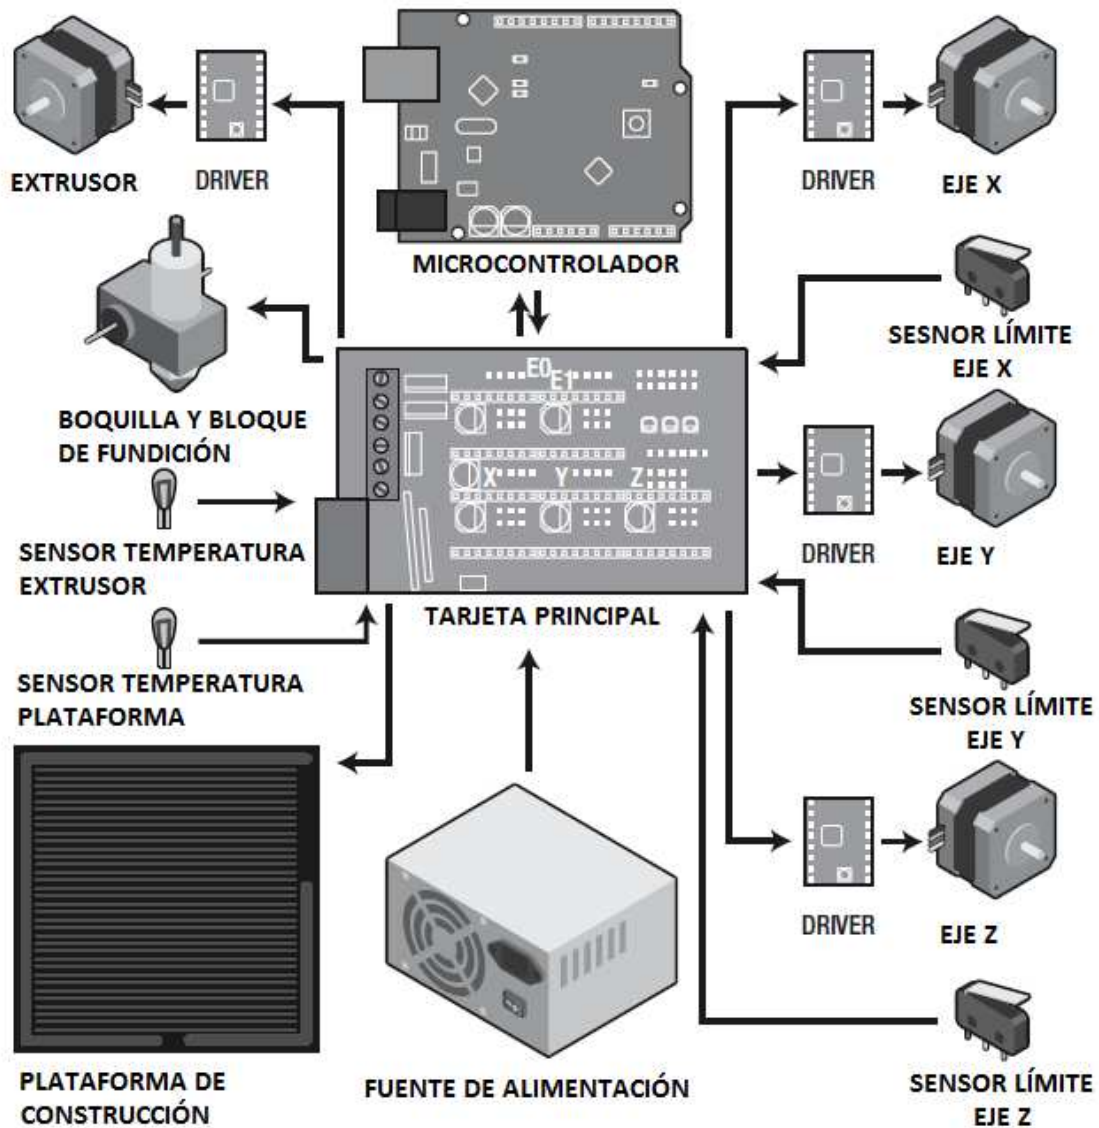 EXTRUSOR
DRIVER
MICROCONTROLADOR
DRIVER
EJE X
SESNOR LÍMITE
EJE X
BOQUILLA Y BLOQUE
DE FUNDICIÓN
E0
E1
X
Y
Z
SENSOR TEMPERATURA
EXTRUSOR
DRIVER
EJE Y
TARJETA PRINCIPAL
SENSOR TEMPERATURA
PLATAFORMA
SENSOR LÍMITE
EJE Y
DRIVER
EJE Z
PLATAFORMA DE
CONSTRUCCIÓN
FUENTE DE ALIMENTACIÓN
SENSOR LÍMITE
EJE Z